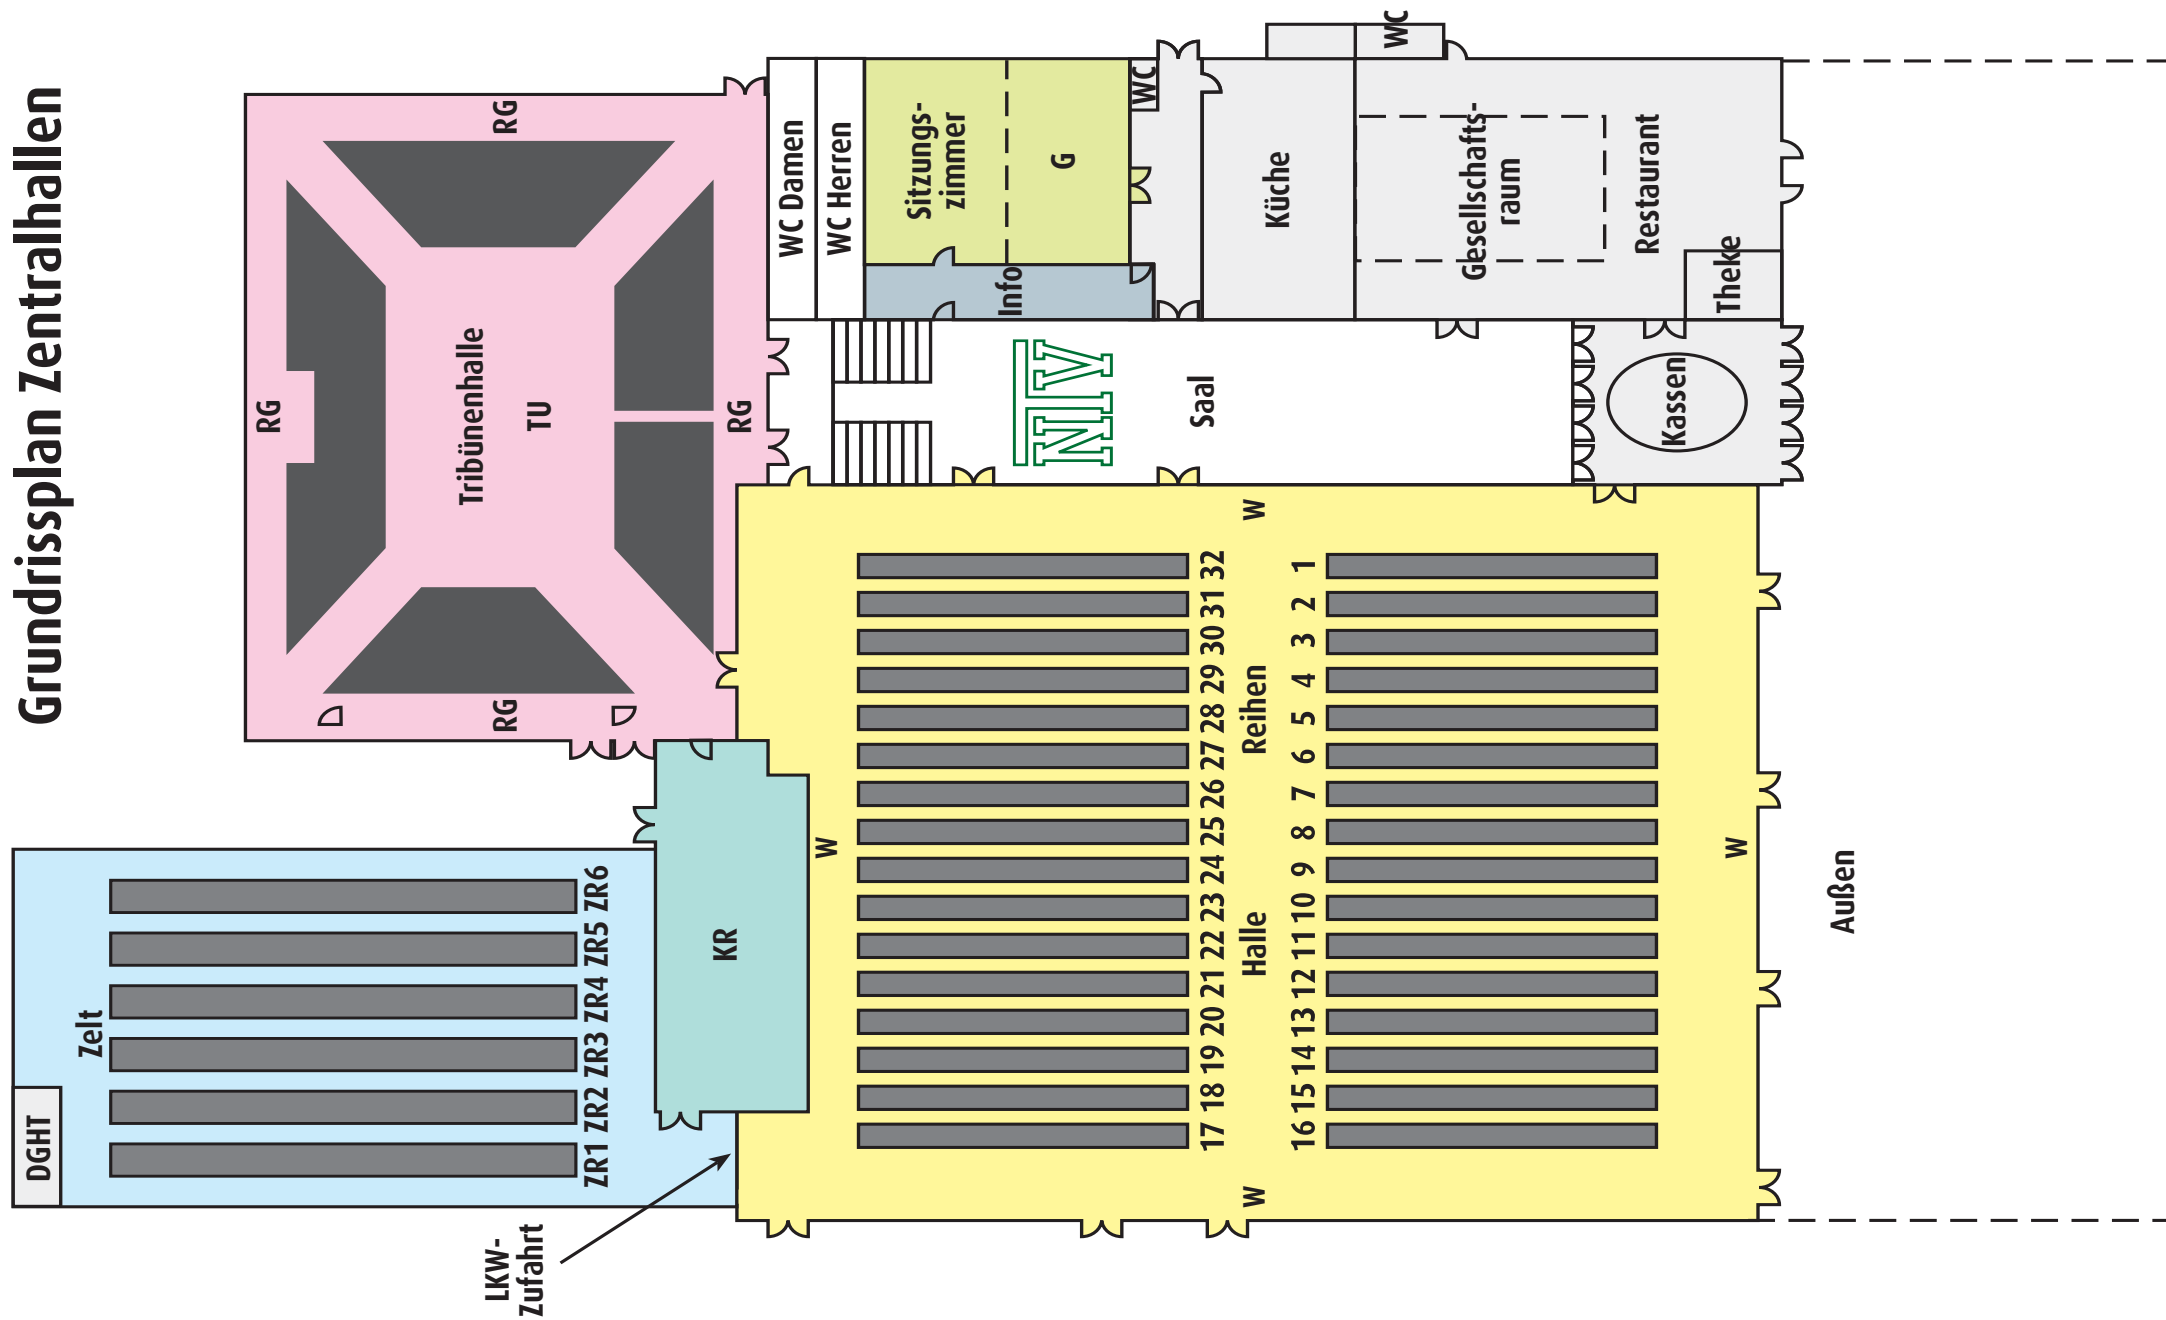 Grundrissplan Zentralhallen
RG
RG
Tribünenhalle
TU
RG
RG
WC Damen
WC Herren
Sitzungs-
zimmer
G
Info
WC
Küche
WC
Gesellschafts-
raum
Restaurant
Theke
Kassen
Saal
NTV
DGHT
Zelt
ZR1
ZR2
ZR3
ZR4
ZR5
ZR6
KR
LKW-
Zufahrt
W
W
W
W
Halle
Reihen
17
18
19
20
21
22
23
24
25
26
27
28
29
30
31
32
16
15
14
13
12
11
10
9
8
7
6
5
4
3
2
1
Außen